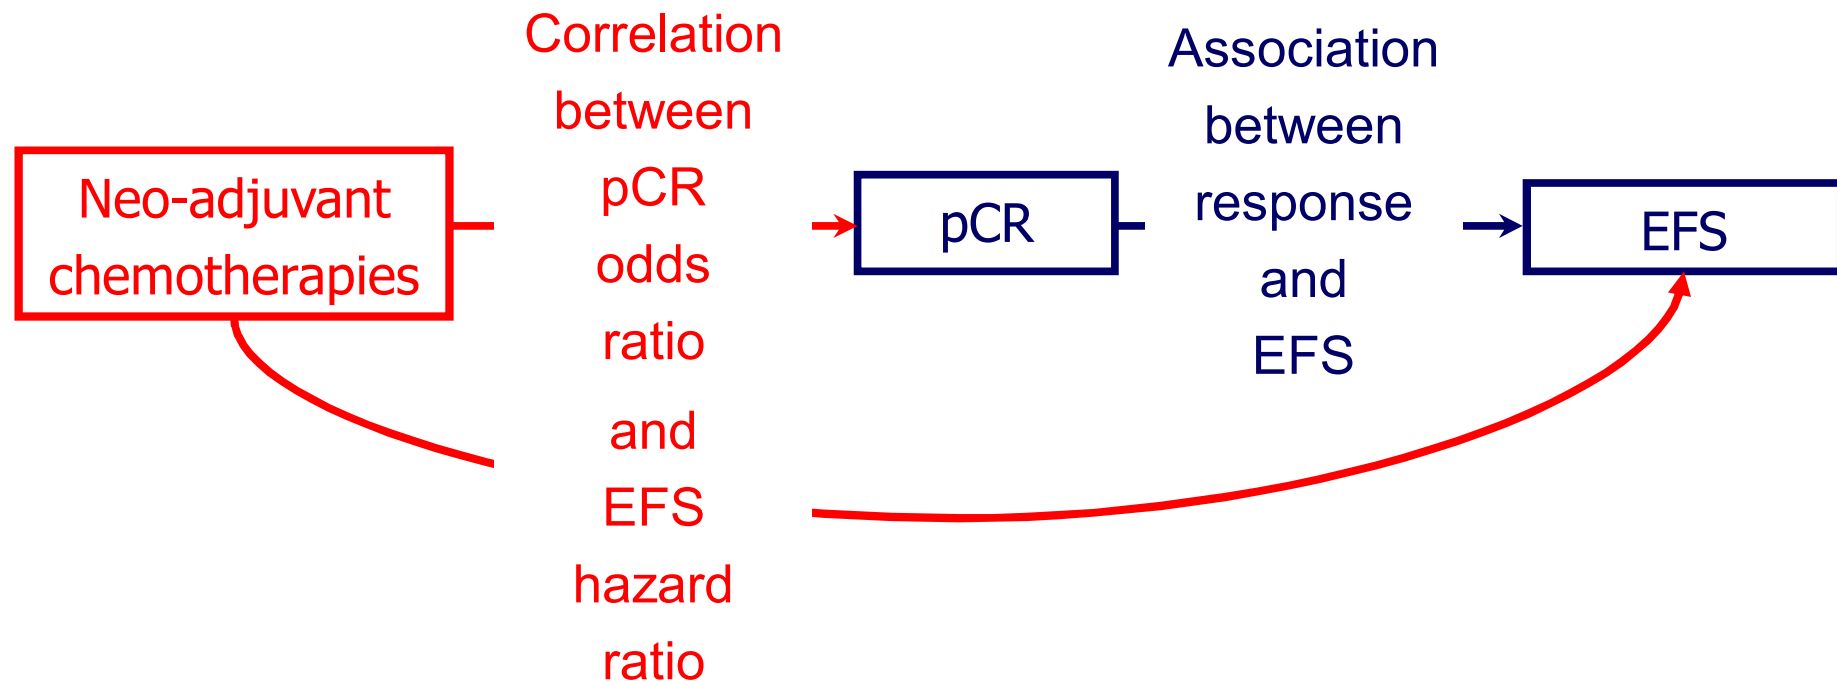 Neo-adjuvant
chemotherapies
Correlation
between
pCR
odds
ratio
and
EFS
hazard
ratio
pCR
Association
between
response
and
EFS
EFS